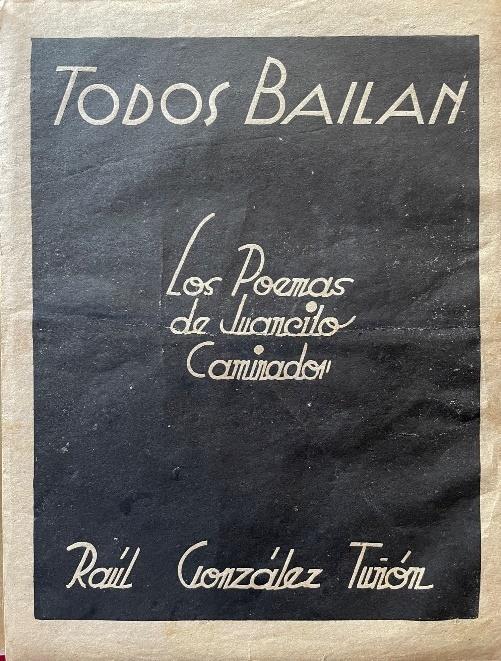 TODOS BAILAN
Los Poemas
de Juancito
Caminador
Raúl González Tuñón